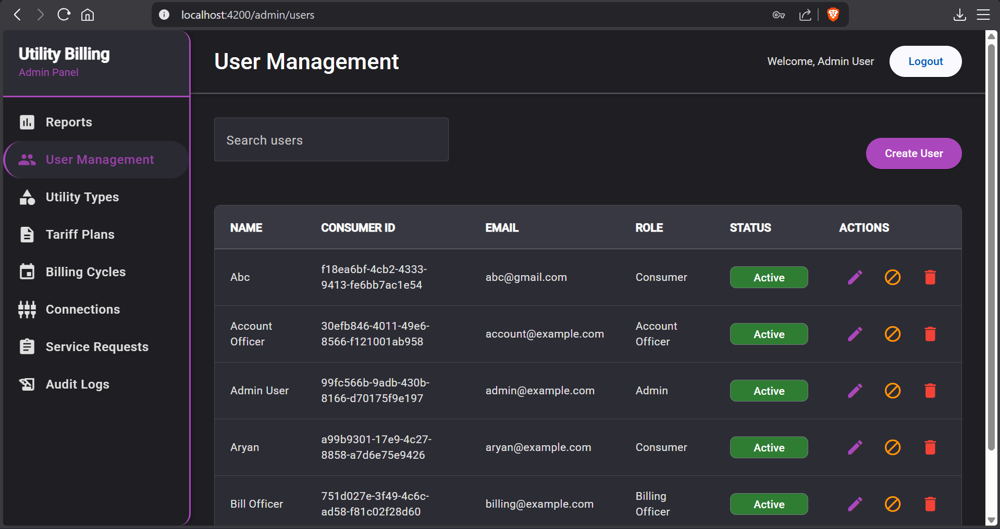 localhost:4200/admin/users
Utility Billing
Admin Panel
Reports
User Management
Utility Types
Tariff Plans
Billing Cycles
Connections
Service Requests
Audit Logs
User Management
Welcome, Admin User
Logout
Search users
Create User
NAME CONSUMER ID EMAIL ROLE STATUS ACTIONS
Abc f18ea6bf-4cb2-4333-
9413-fe6bb7ac1e54 abc@gmail.com Consumer Active
Account
Officer 30efb846-4011-49e6-
8566-f121001ab958 account@example.com Account
Officer Active
Admin User 99fc566b-9adb-430b-
8166-d70175f9e197 admin@example.com Admin Active
Aryan a99b9301-17e9-4c27-
8858-a7d6e75e9426 aryan@example.com Consumer Active
Bill Officer 751d027e-3f49-4c6c-
ad58-f81c02f28d60 billing@example.com Billing
Officer Active